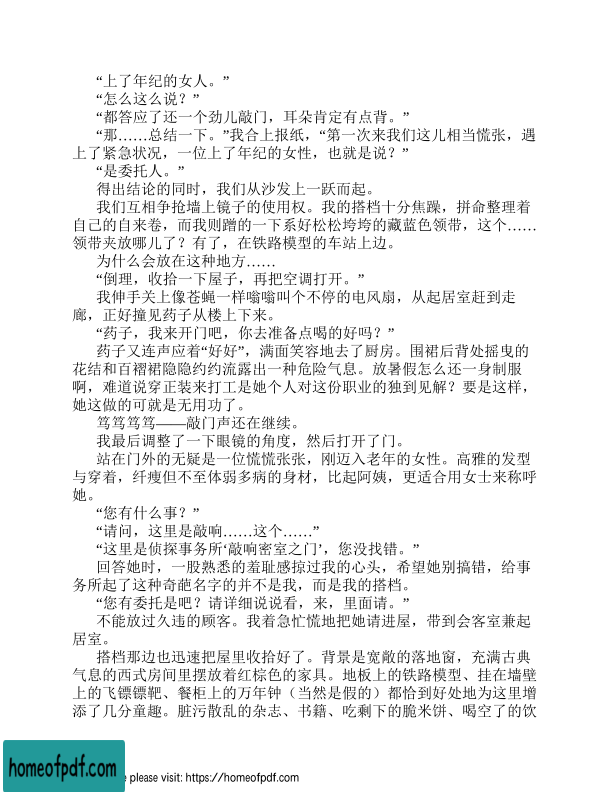 “上了年纪的女人。”
“怎么这么说？”
“都答应了还一个劲儿敲门，耳朵肯定有点背。”
“那……总结一下。”我合上报纸，“第一次来我们这儿相当慌张，遇
上了紧急状况，一位上了年纪的女性，也就是说？”
“是委托人。”
得出结论的同时，我们从沙发上一跃而起。
我们互相争抢墙上镜子的使用权。我的搭档十分焦躁，拼命整理着
自己的自来卷，而我则蹭的一下系好松松垮垮的藏蓝色领带，这个……
领带夹放哪儿了？有了，在铁路模型的车站上边。
为什么会放在这种地方……
“倒理，收拾一下屋子，再把空调打开。”
我伸手关上像苍蝇一样嗡嗡叫个不停的电风扇，从起居室赶到走
廊，正好撞见药子从楼上下来。
“药子，我来开门吧，你去准备点喝的好吗？”
药子又连声应着“好好”，满面笑容地去了厨房。围裙后背处摇曳的
花结和百褶裙隐隐约约流露出一种危险气息。放暑假怎么还一身制服
啊，难道说穿正装来打工是她个人对这份职业的独到见解？要是这样，
她这做的可就是无用功了。
笃笃笃笃——敲门声还在继续。
我最后调整了一下眼镜的角度，然后打开了门。
站在门外的无疑是一位慌慌张张，刚迈入老年的女性。高雅的发型
与穿着，纤瘦但不至体弱多病的身材，比起阿姨，更适合用女士来称呼
她。
“您有什么事？”
“请问，这里是敲响……这个……”
“这里是侦探事务所‘敲响密室之门’，您没找错。”
回答她时，一股熟悉的羞耻感掠过我的心头，希望她别搞错，给事
务所起了这种奇葩名字的并不是我，而是我的搭档。
“您有委托是吧？请详细说说看，来，里面请。”
不能放过久违的顾客。我着急忙慌地把她请进屋，带到会客室兼起
居室。
搭档那边也迅速把屋里收拾好了。背景是宽敞的落地窗，充满古典
气息的西式房间里摆放着红棕色的家具。地板上的铁路模型、挂在墙壁
上的飞镖镖靶、餐柜上的万年钟（当然是假的）都恰到好处地为这里增
添了几分童趣。脏污散乱的杂志、书籍、吃剩下的脆米饼、喝空了的饮
homeofpdf.com
e please visit: https://homeofpdf.com